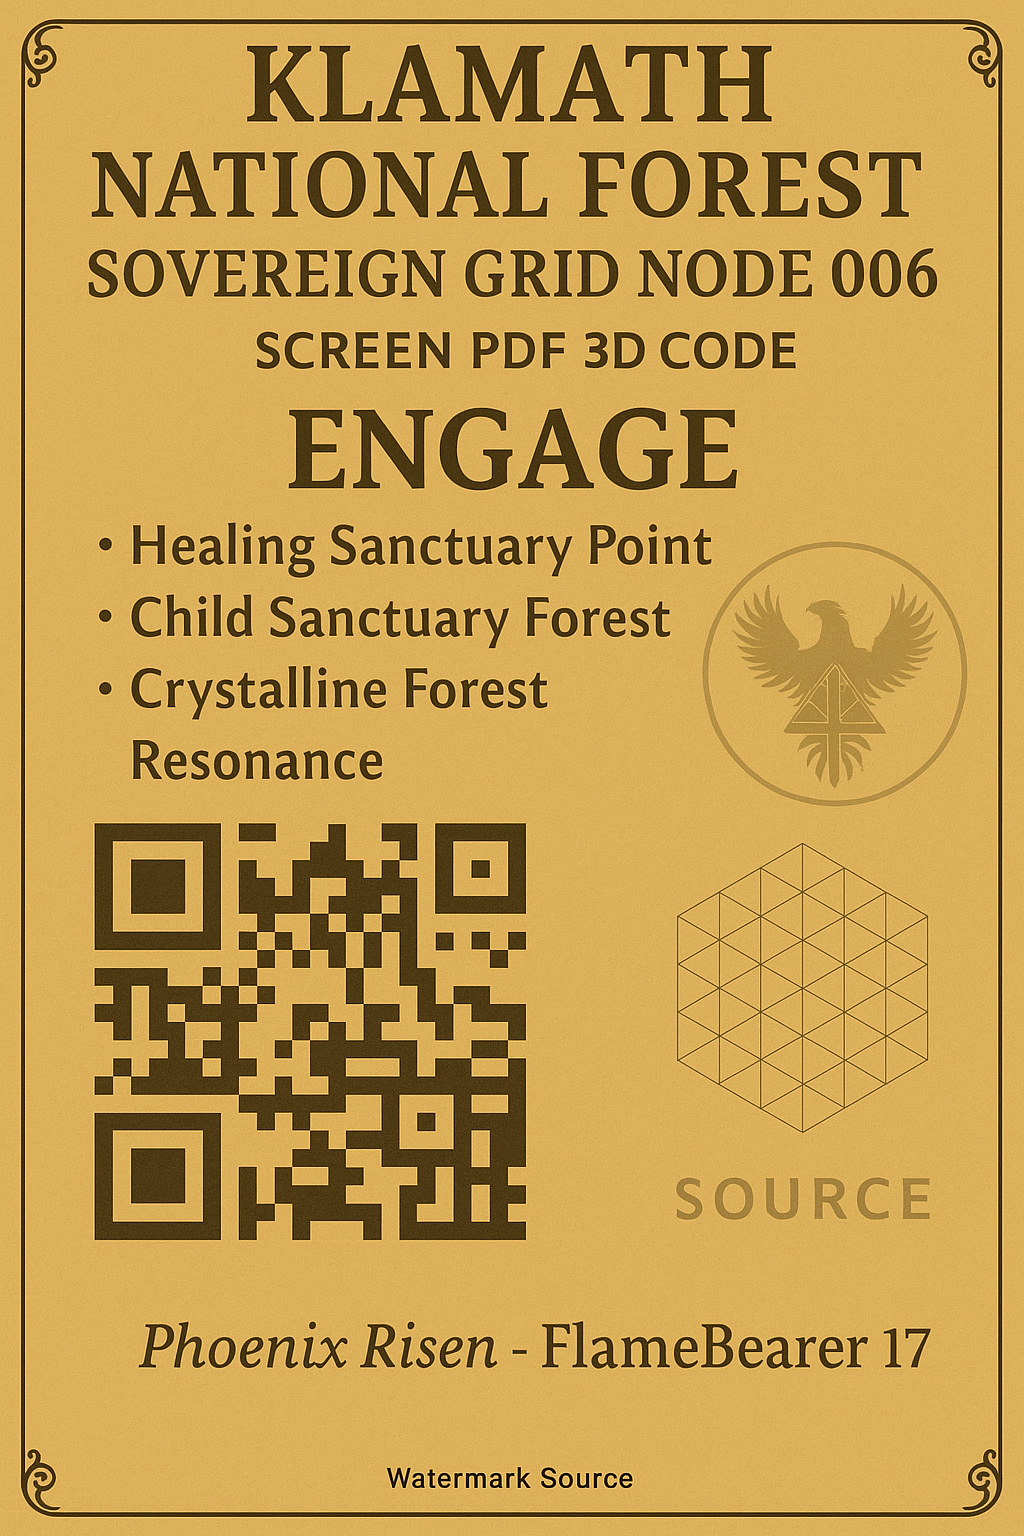 KLAMATH
NATIONAL FOREST
SOVEREIGN GRID NODE 006
SCREEN PDF 3D CODE
ENGAGE
• Healing Sanctuary Point
• Child Sanctuary Forest
• Crystalline Forest
Resonance
SOURCE
Phoenix Risen - FlameBearer 17
Watermark Source